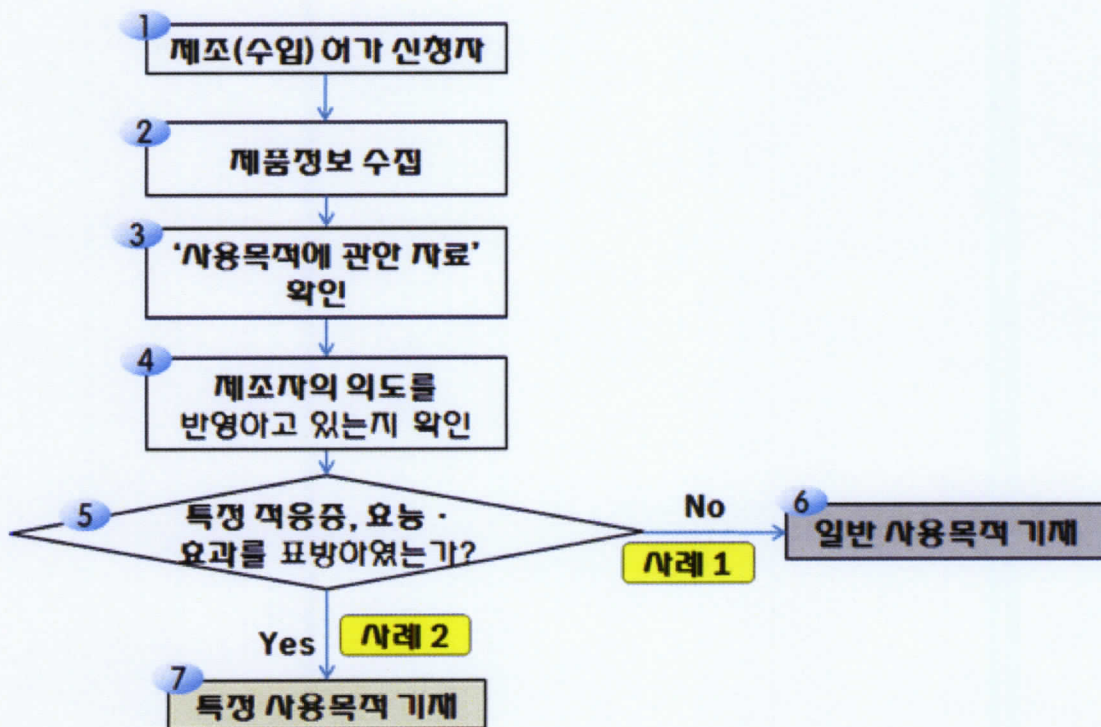 1
제조(수입) 허가 신청자
2
제품정보 수집
3
‘사용목적에 관한 자료’
확인
4
제조자의 의도를
반영하고 있는지 확인
5
특정 적응증, 효능 ·
효과를 표방하였는가?
No
사례 1
6
일반 사용목적 기재
Yes
사례 2
7
특정 사용목적 기재